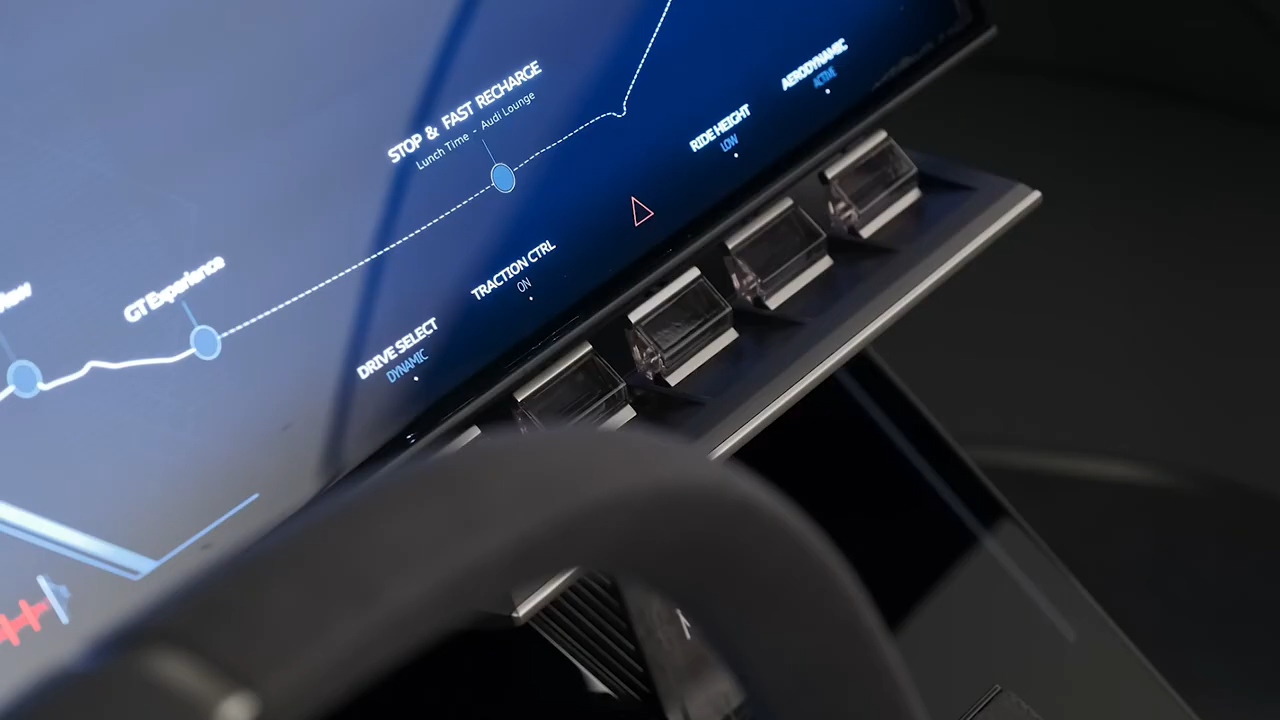 STOP & FAST RECHARGE
Lunch Time - Audi Lounge
AERODYNAMIC
ACTIVE
RIDE HEIGHT
LOW
GT Experience
TRACTION CTRL
ON
DRIVE SELECT
DYNAMIC